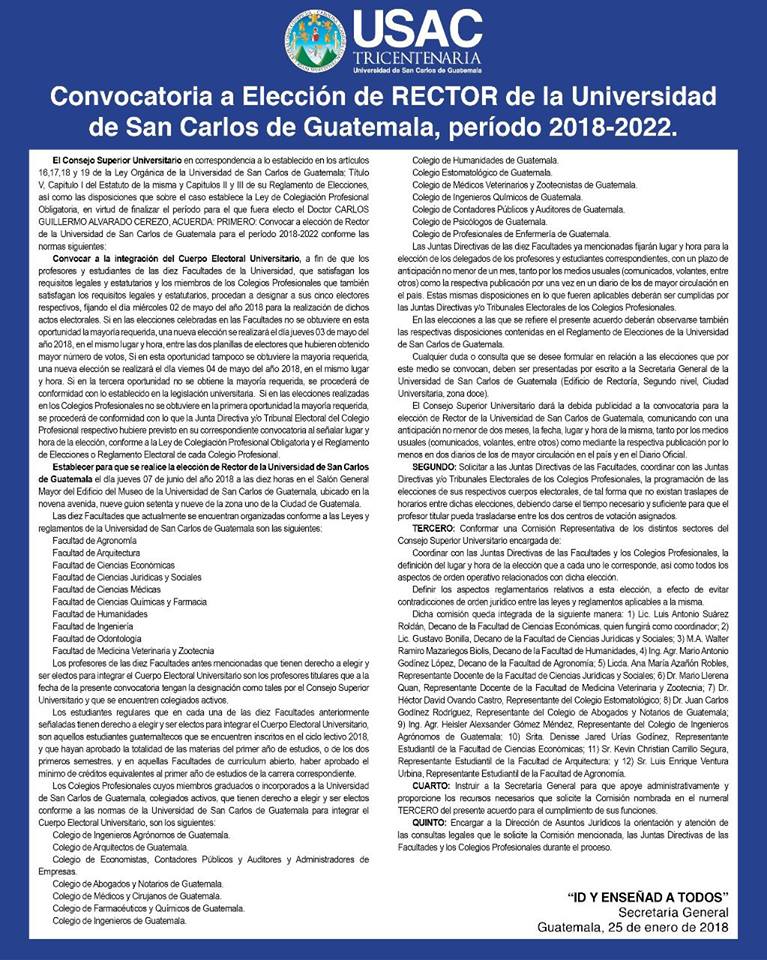 USAC
TRICENTENARIA
Universidad de San Carlos de Guatemala
Convocatoria a Elección de RECTOR de la Universidad
de San Carlos de Guatemala, período 2018-2022.
El Consejo Superior Universitario en correspondencia a lo establecido en los artículos
16,17,18 y 19 de la Ley Orgánica de la Universidad de San Carlos de Guatemala; Título
V, Capítulo I del Estatuto de la misma y Capítulos II y III de su Reglamento de Elecciones,
así como las disposiciones que sobre el caso establece la Ley de Colegiación Profesional
Obligatoria, en virtud de finalizar el período para el que fuera electo el Doctor CARLOS
GUILLERMO ALVARADO CEREZO, ACUERDA: PRIMERO: Convocar a elección de Rector
de la Universidad de San Carlos de Guatemala para el período 2018-2022 conforme las
normas siguientes:
Convocar a la integración del Cuerpo Electoral Universitario, a fin de que los
profesores y estudiantes de las diez Facultades de la Universidad, que satisfagan los
requisitos legales y estatutarios y los miembros de los Colegios Profesionales que también
satisfagan los requisitos legales y estatutarios, procedan a designar a sus cinco electores
respectivos, fijando el día miércoles 02 de mayo del año 2018 para la realización de dichos
actos electorales. Si en las elecciones celebradas en las Facultades no se obtuviere en esta
oportunidad la mayoría requerida, una nueva elección se realizará el día jueves 03 de mayo del
año 2018, en el mismo lugar y hora, entre las dos planillas de electores que hubieren obtenido
mayor número de votos, Si en esta oportunidad tampoco se obtuviere la mayoria requerida,
una nueva elección se realizará el día viernes 04 de mayo del año 2018, en el mismo lugar
y hora. Si en la tercera oportunidad no se obtiene la mayoría requerida, se procederá de
conformidad con lo establecido en la legislación universitaria. Si en las elecciones realizadas
en los Colegios Profesionales no se obtuviere en la primera oportunidad la mayoría requerida,
se procederá de conformidad con lo que la Junta Directiva y/o Tribunal Electoral del Colegio
Profesional respectivo hubiere previsto en su correspondiente convocatoria al señalar lugar y
hora de la elección, conforme a la Ley de Colegiación Profesional Obligatoria y el Reglamento
de Elecciones o Reglamento Electoral de cada Colegio Profesional.
Establecer para que se realice la elección de Rector de la Universidad de San Carlos
de Guatemala el día jueves 07 de junio del año 2018 a las diez horas en el Salón General
Mayor del Edificio del Museo de la Universidad de San Carlos de Guatemala, ubicado en la
novena avenida, nueve guion setenta y nueve de la zona uno de la Ciudad de Guatemala.
Las diez Facultades que actualmente se encuentran organizadas conforme a las Leyes y
reglamentos de la Universidad de San Carlos de Guatemala son las siguientes:
Facultad de Agronomía
Facultad de Arquitectura
Facultad de Ciencias Económicas
Facultad de Ciencias Jurídicas y Sociales
Facultad de Ciencias Médicas
Facultad de Ciencias Químicas y Farmacia
Facultad de Humanidades
Facultad de Ingeniería
Facultad de Odontología
Facultad de Medicina Veterinaria y Zootecnia
Los profesores de las diez Facultades antes mencionadas que tienen derecho a elegir y
ser electos para integrar el Cuerpo Electoral Universitario son los profesores titulares que a la
fecha de la presente convocatoria tengan la designación como tales por el Consejo Superior
Universitario y que se encuentren colegiados activos.
Los estudiantes regulares que en cada una de las diez Facultades anteriormente
señaladas tienen derecho a elegir y ser electos para integrar el Cuerpo Electoral Universitario,
son aquellos estudiantes guatemaltecos que se encuentren inscritos en el ciclo lectivo 2018,
y que hayan aprobado la totalidad de las materias del primer año de estudios, o de los dos
primeros semestres, y en aquellas Facultades de currículum abierto, haber aprobado el
mínimo de créditos equivalentes al primer año de estudios de la carrera correspondiente.
Los Colegios Profesionales cuyos miembros graduados o incorporados a la Universidad
de San Carlos de Guatemala, colegiados activos, que tienen derecho a elegir y ser electos
conforme a las normas de la Universidad de San Carlos de Guatemala para integrar el
Cuerpo Electoral Universitario, son los siguientes:
Colegio de Ingenieros Agrónomos de Guatemala.
Colegio de Arquitectos de Guatemala.
Colegio de Economistas, Contadores Públicos y Auditores y Administradores de
Empresas.
Colegio de Abogados y Notarios de Guatemala.
Colegio de Médicos y Cirujanos de Guatemala.
Colegio de Farmacéuticos y Químicos de Guatemala.
Colegio de Ingenieros de Guatemala.
Colegio de Humanidades de Guatemala.
Colegio Estomatológico de Guatemala.
Colegio de Médicos Veterinarios y Zootecnistas de Guatemala.
Colegio de Ingenieros Químicos de Guatemala.
Colegio de Contadores Públicos y Auditores de Guatemala.
Colegio de Psicólogos de Guatemala.
Colegio de Profesionales de Enfermería de Guatemala.
Las Juntas Directivas de las diez Facultades ya mencionadas fijarán lugar y hora para la
elección de los delegados de los profesores y estudiantes correspondientes, con un plazo de
anticipación no menor de un mes, tanto por los medios usuales (comunicados, volantes, entre
otros) como la respectiva publicación por una vez en un diario de los de mayor circulación en
el país. Estas mismas disposiciones en lo que fueren aplicables deberán ser cumplidas por
las Juntas Directivas y/o Tribunales Electorales de los Colegios Profesionales.
En las elecciones a las que se refiere el presente acuerdo deberán observarse también
las respectivas disposiciones contenidas en el Reglamento de Elecciones de la Universidad
de San Carlos de Guatemala.
Cualquier duda o consulta que se desee formular en relación a las elecciones que por
este medio se convocan, deben ser presentadas por escrito a la Secretaria General de la
Universidad de San Carlos de Guatemala (Edificio de Rectoría, Segundo nivel, Ciudad
Universitaria, zona doce).
El Consejo Superior Universitario dará la debida publicidad a la convocatoria para la
elección de Rector de la Universidad de San Carlos de Guatemala, comunicando con una
anticipación no menor de dos meses, la fecha, lugar y hora de la misma, tanto por los medios
usuales (comunicados, volantes, entre otros) como mediante la respectiva publicación por lo
menos en dos diarios de los de mayor circulación en el país y en el Diario Oficial.
SEGUNDO: Solicitar a las Juntas Directivas de las Facultades, coordinar con las Juntas
Directivas y/o Tribunales Electorales de los Colegios Profesionales, la programación de las
elecciones de sus respectivos cuerpos electorales, de tal forma que no existan traslapes de
horarios entre dichas elecciones, debiendo darse el tiempo necesario y suficiente para que el
profesor titular pueda trasladarse entre los dos centros de votación asignados.
TERCERO: Conformar una Comisión Representativa de los distintos sectores del
Consejo Superior Universitario encargada de:
Coordinar con las Juntas Directivas de las Facultades y los Colegios Profesionales, la
definición del lugar y hora de la elección que a cada uno le corresponde, así como todos los
aspectos de orden operativo relacionados con dicha elección.
Definir los aspectos reglamentarios relativos a esta elección, a efecto de evitar
contradicciones de orden jurídico entre las leyes y reglamentos aplicables a la misma.
Dicha comisión queda integrada de la siguiente manera: 1) Lic. Luis Antonio Suárez
Roldán, Decano de la Facultad de Ciencias Económicas, quien fungirá como coordinador; 2)
Lic. Gustavo Bonilla, Decano de la Facultad de Ciencias Jurídicas y Sociales; 3) M.A. Walter
Ramiro Mazariegos Biolis, Decano de la Facultad de Humanidades, 4) Ing. Agr. Mario Antonio
Godínez López, Decano de la Facultad de Agronomía; 5) Licda. Ana María Azañón Robles,
Representante Docente de la Facultad de Ciencias Jurídicas y Sociales; 6) Dr. Mario Llerena
Quan, Representante Docente de la Facultad de Medicina Veterinaria y Zootecnia; 7) Dr.
Héctor David Ovando Castro, Representante del Colegio Estomatológico; 8) Dr. Juan Carlos
Godínez Rodríguez, Representante del Colegio de Abogados y Notarios de Guatemala;
9) Ing. Agr. Heisler Alexsander Gómez Méndez, Representante del Colegio de Ingenieros
Agrónomos de Guatemala: 10) Srita. Denisse Jared Urías Godínez, Representante
Estudiantil de la Facultad de Ciencias Económicas; 11) Sr. Kevin Christian Carrillo Segura,
Representante Estudiantil de la Facultad de Arquitectura; y 12) Sr. Luis Enrique Ventura
Urbina, Representante Estudiantil de la Facultad de Agronomía.
CUARTO: Instruir a la Secretaría General para que apoye administrativamente y
proporcione los recursos necesarios que solicite la Comisión nombrada en el numeral
TERCERO del presente acuerdo para el cumplimiento de sus funciones.
QUINTO: Encargar a la Dirección de Asuntos Jurídicos la orientación y atención de
las consultas legales que le solicite la Comisión mencionada, las Juntas Directivas de las
Facultades y los Colegios Profesionales durante el proceso.
“ID Y ENSEÑAD A TODOS”
Secretaria General
Guatemala, 25 de enero de 2018